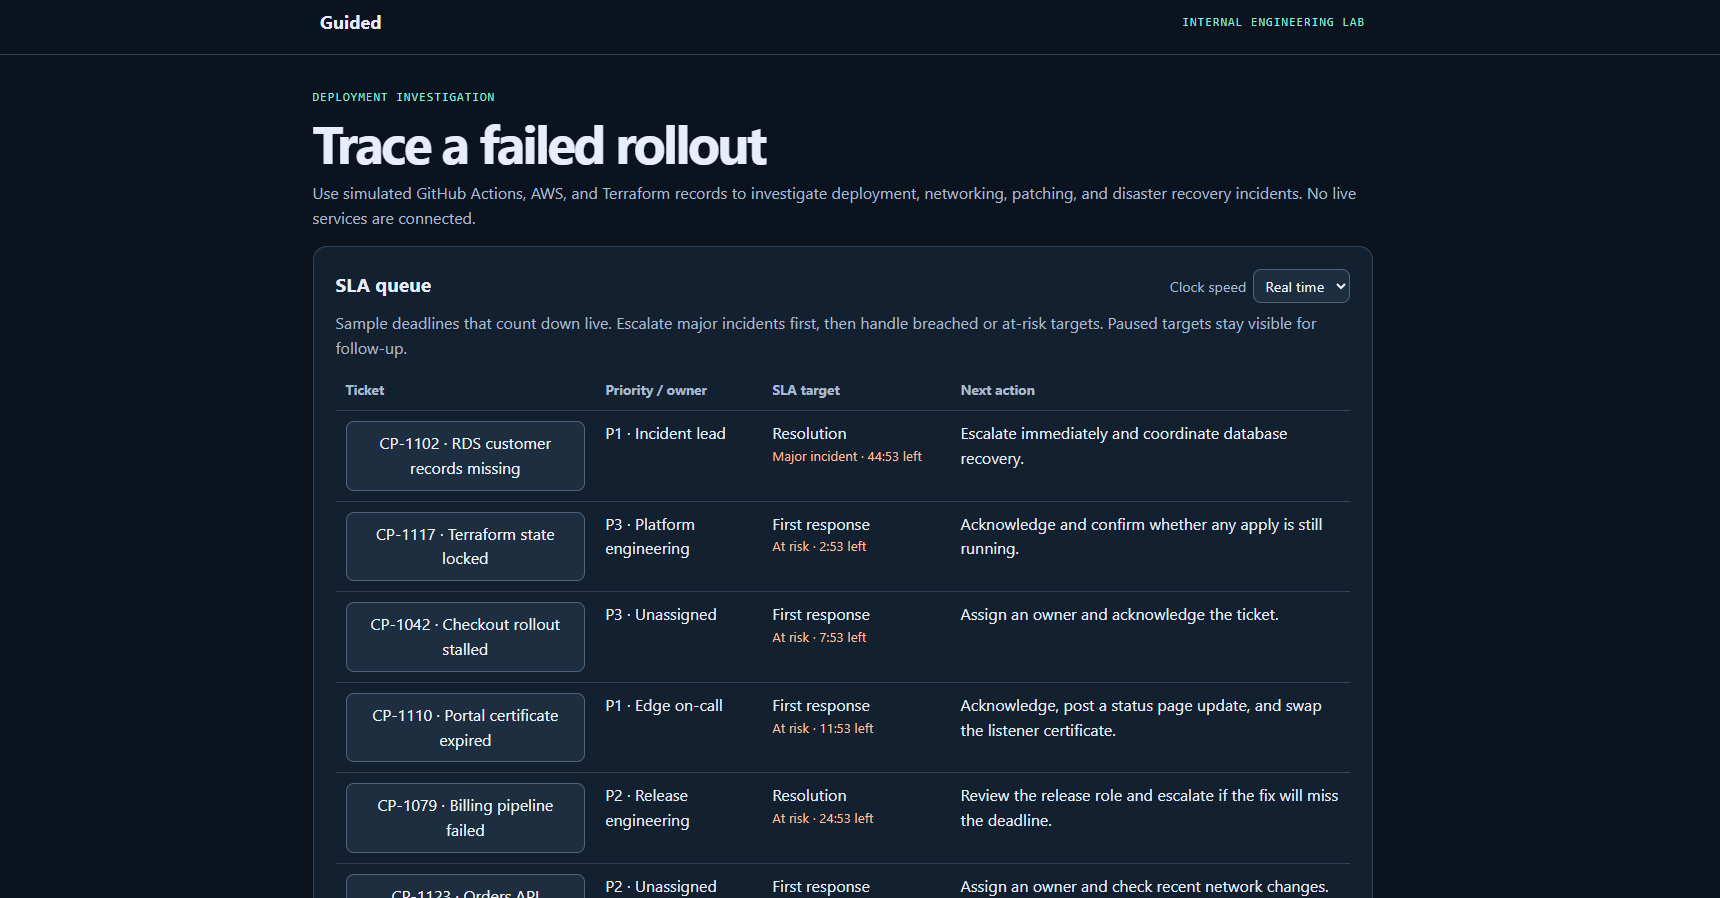 Guided
INTERNAL ENGINEERING LAB
DEPLOYMENT INVESTIGATION
Trace a failed rollout
Use simulated GitHub Actions, AWS, and Terraform records to investigate deployment, networking, patching, and disaster recovery incidents. No live
services are connected.
SLA queue
Clock speed
Real time
Sample deadlines that count down live. Escalate major incidents first, then handle breached or at-risk targets. Paused targets stay visible for
follow-up.
Ticket
Priority / owner
SLA target
Next action
CP-1102 · RDS customer
records missing
P1 · Incident lead
Resolution
Major incident · 44:53 left
Escalate immediately and coordinate database
recovery.
CP-1117 · Terraform state
locked
P3 · Platform
engineering
First response
At risk · 2:53 left
Acknowledge and confirm whether any apply is still
running.
CP-1042 · Checkout rollout
stalled
P3 · Unassigned
First response
At risk · 7:53 left
Assign an owner and acknowledge the ticket.
CP-1110 · Portal certificate
expired
P1 · Edge on-call
First response
At risk · 11:53 left
Acknowledge, post a status page update, and swap
the listener certificate.
CP-1079 · Billing pipeline
failed
P2 · Release
engineering
Resolution
At risk · 24:53 left
Review the release role and escalate if the fix will miss
the deadline.
CP-1123 · Orders API
P2 · Unassigned
First response
Assign an owner and check recent network changes.